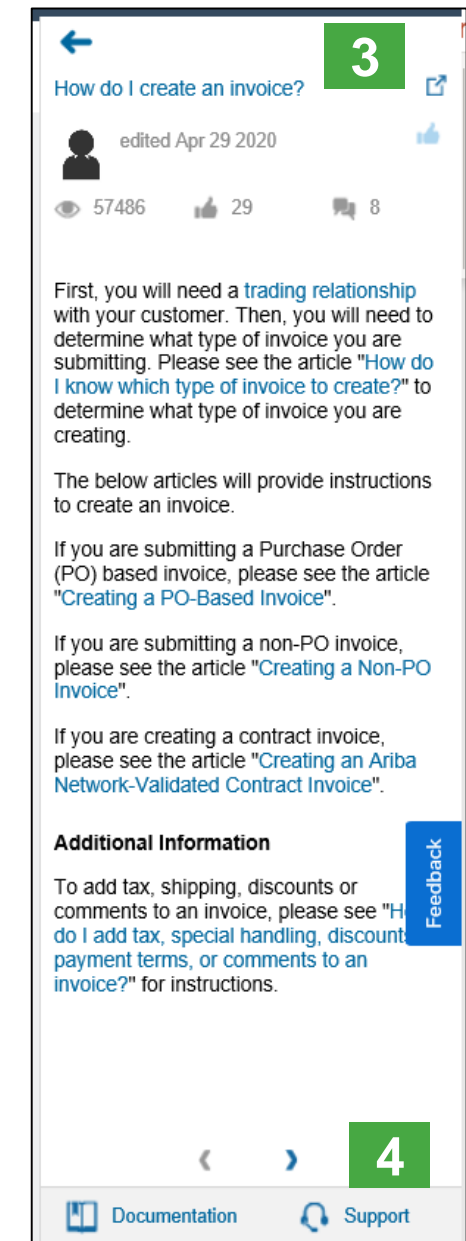 3
How do I create an invoice?
edited Apr 29 2020
57486 29 8
First, you will need a trading relationship
with your customer. Then, you will need to
determine what type of invoice you are
submitting. Please see the article "How do
I know which type of invoice to create?" to
determine what type of invoice you are
creating.
The below articles will provide instructions
to create an invoice.
If you are submitting a Purchase Order
(PO) based invoice, please see the article
"Creating a PO-Based Invoice".
If you are submitting a non-PO invoice,
please see the article "Creating a Non-PO
Invoice".
If you are creating a contract invoice,
please see the article "Creating an Ariba
Network-Validated Contract Invoice".
Additional Information
Feedback
To add tax, shipping, discounts or
comments to an invoice, please see "H
do I add tax, special handling, discounts
payment terms, or comments to an
invoice?" for instructions.
4
Documentation Support